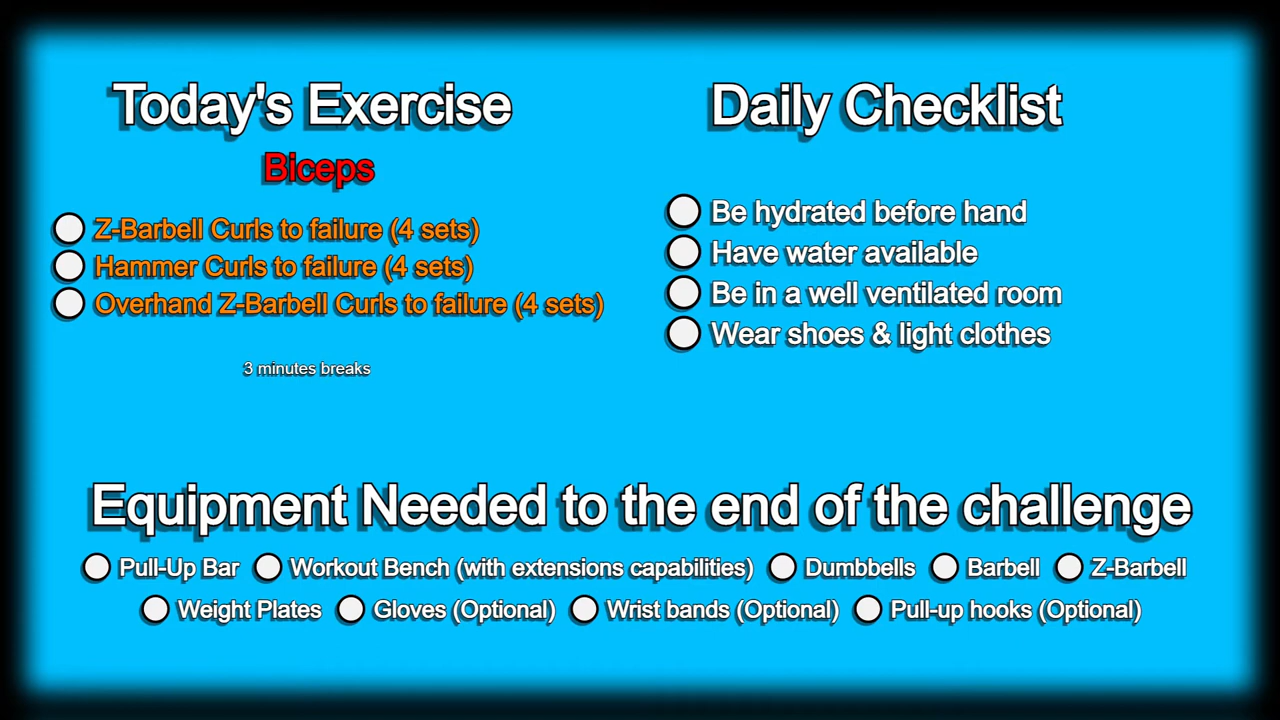 Today's Exercise
Biceps
Z-Barbell Curls to failure (4 sets)
Hammer Curls to failure (4 sets)
Overhand Z-Barbell Curls to failure (4 sets)
3 minutes breaks
Daily Checklist
Be hydrated before hand
Have water available
Be in a well ventilated room
Wear shoes & light clothes
Equipment Needed to the end of the challenge
Pull-Up Bar Workout Bench (with extensions capabilities) Dumbbells Barbell Z-Barbell
Weight Plates Gloves (Optional) Wrist bands (Optional) Pull-up hooks (Optional)